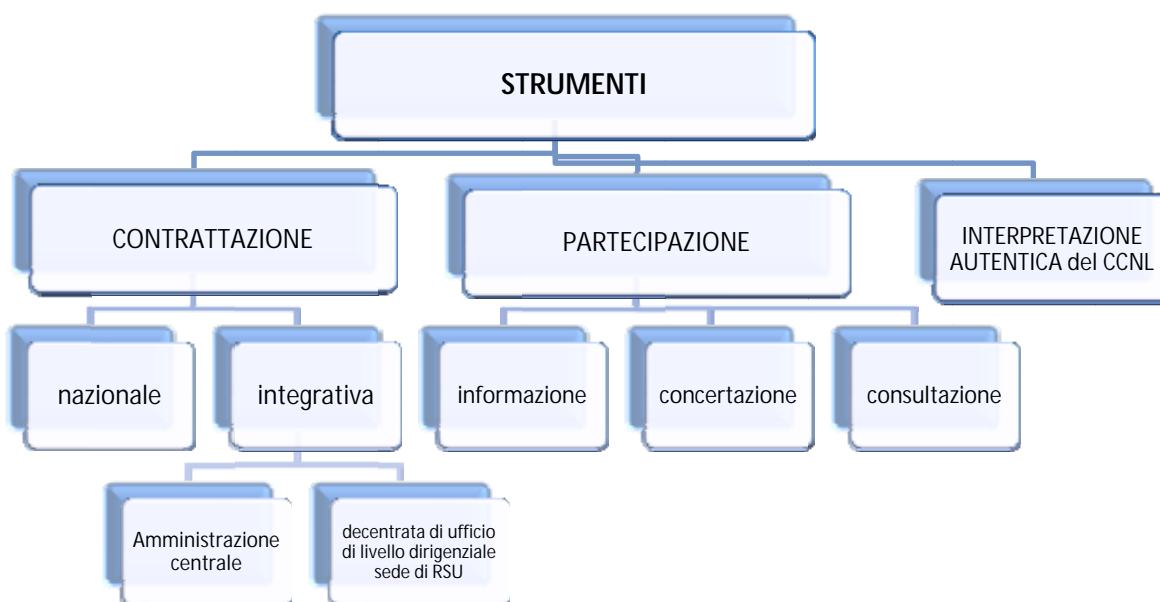 STRUMENTI
CONTRATTAZIONE
PARTECIPAZIONE
INTERPRETAZIONE
AUTENTICA del CCNL
nazionale
integrativa
informazione
concertazione
consultazione
Amministrazione
centrale
decentrata di ufficio
di livello dirigenziale
sede di RSU